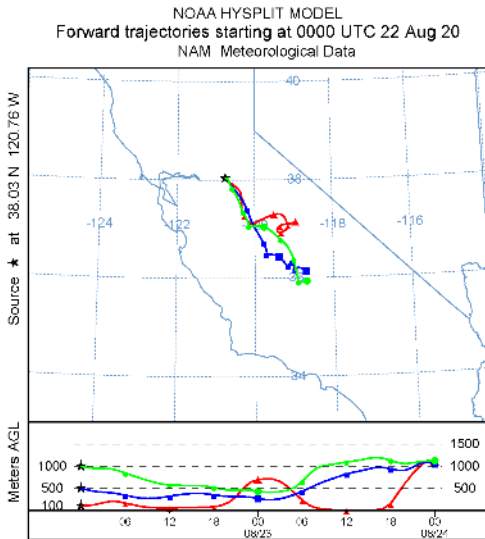 NOAA HYSPLIT MODEL
Forward trajectories starting at 0000 UTC 22 Aug 20
NAM Meteorological Data
Source ★ at 38.03 N 120.76 W
40
38
-124 -122 -118 -116
34
Meters AGL
1500
1000 1000
500 500
100
06 12 18 00 06 12 18 00
08/23 08/24